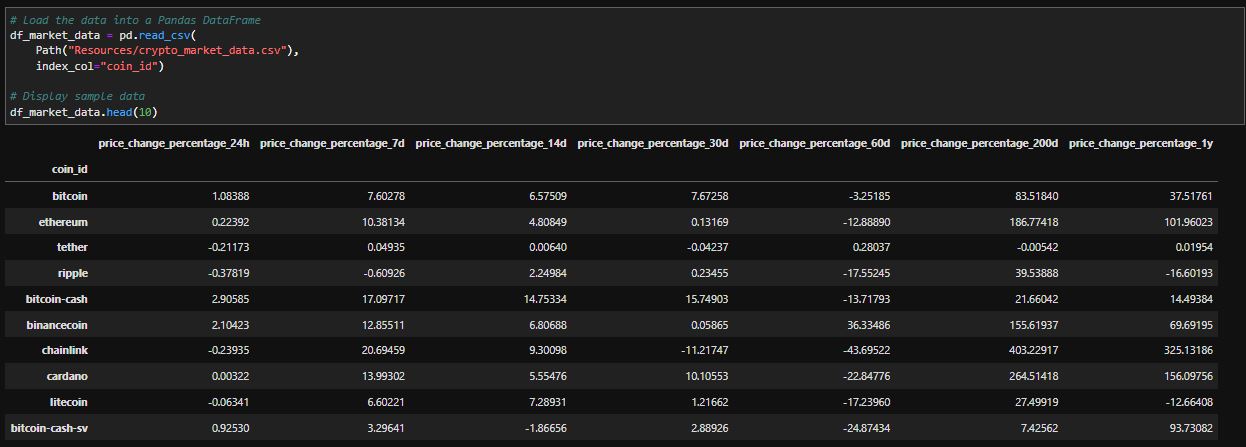 # Load the data into a Pandas DataFrame
df_market_data = pd.read_csv(
    Path("Resources/crypto_market_data.csv"),
    index_col="coin_id")

# Display sample data
df_market_data.head(10)
price_change_percentage_24h price_change_percentage_7d price_change_percentage_14d price_change_percentage_30d price_change_percentage_60d price_change_percentage_200d price_change_percentage_1y
coin_id
bitcoin 1.08388 7.60278 6.57509 7.67258 -3.25185 83.51840 37.51761
ethereum 0.22392 10.38134 4.80849 0.13169 -12.88890 186.77418 101.96023
tether -0.21173 0.04935 0.00640 -0.04237 0.28037 -0.00542 0.01954
ripple -0.37819 -0.60926 2.24984 0.23455 -17.55245 39.53888 -16.60193
bitcoin-cash 2.90585 17.09717 14.75334 15.74903 -13.71793 21.66042 14.49384
binancecoin 2.10423 12.85511 6.80688 0.05865 36.33486 155.61937 69.69195
chainlink -0.23935 20.69459 9.30098 -11.21747 -43.69522 403.22917 325.13186
cardano 0.00322 13.99302 5.55476 10.10553 -22.84776 264.51418 156.09756
litecoin -0.06341 6.60221 7.28931 1.21662 -17.23960 27.49919 -12.66408
bitcoin-cash-sv 0.92530 3.29641 -1.86656 2.88926 -24.87434 7.42562 93.73082